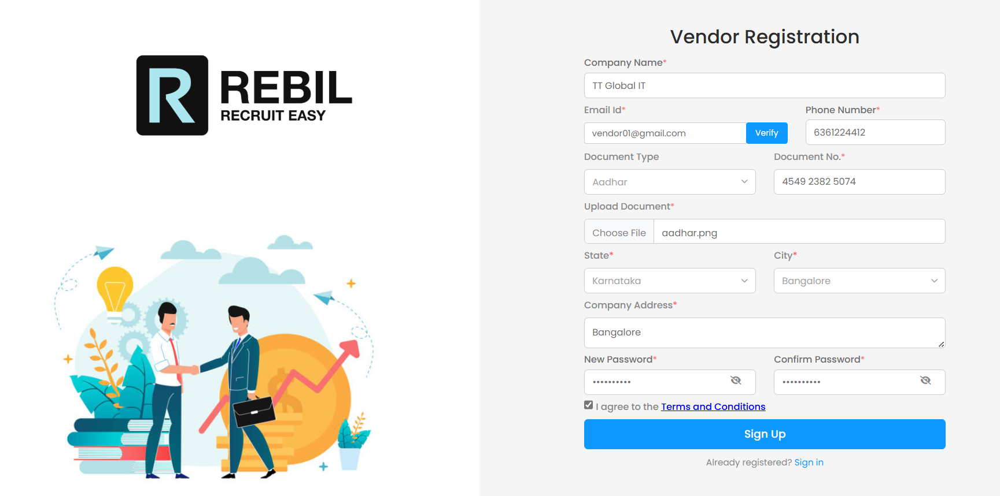 R REBIL
RECRUIT EASY
Vendor Registration
Company Name*
TT Global IT
Email Id* Phone Number*
vendor01@gmail.com Verify 6361224412
Document Type Document No.*
Aadhar 4549 2382 5074
Upload Document*
Choose File aadhar.png
State* City*
Karnataka Bangalore
Company Address*
Bangalore
New Password* Confirm Password*
•••••••••• ••••••••••
I agree to the Terms and Conditions
Sign Up
Already registered? Sign in